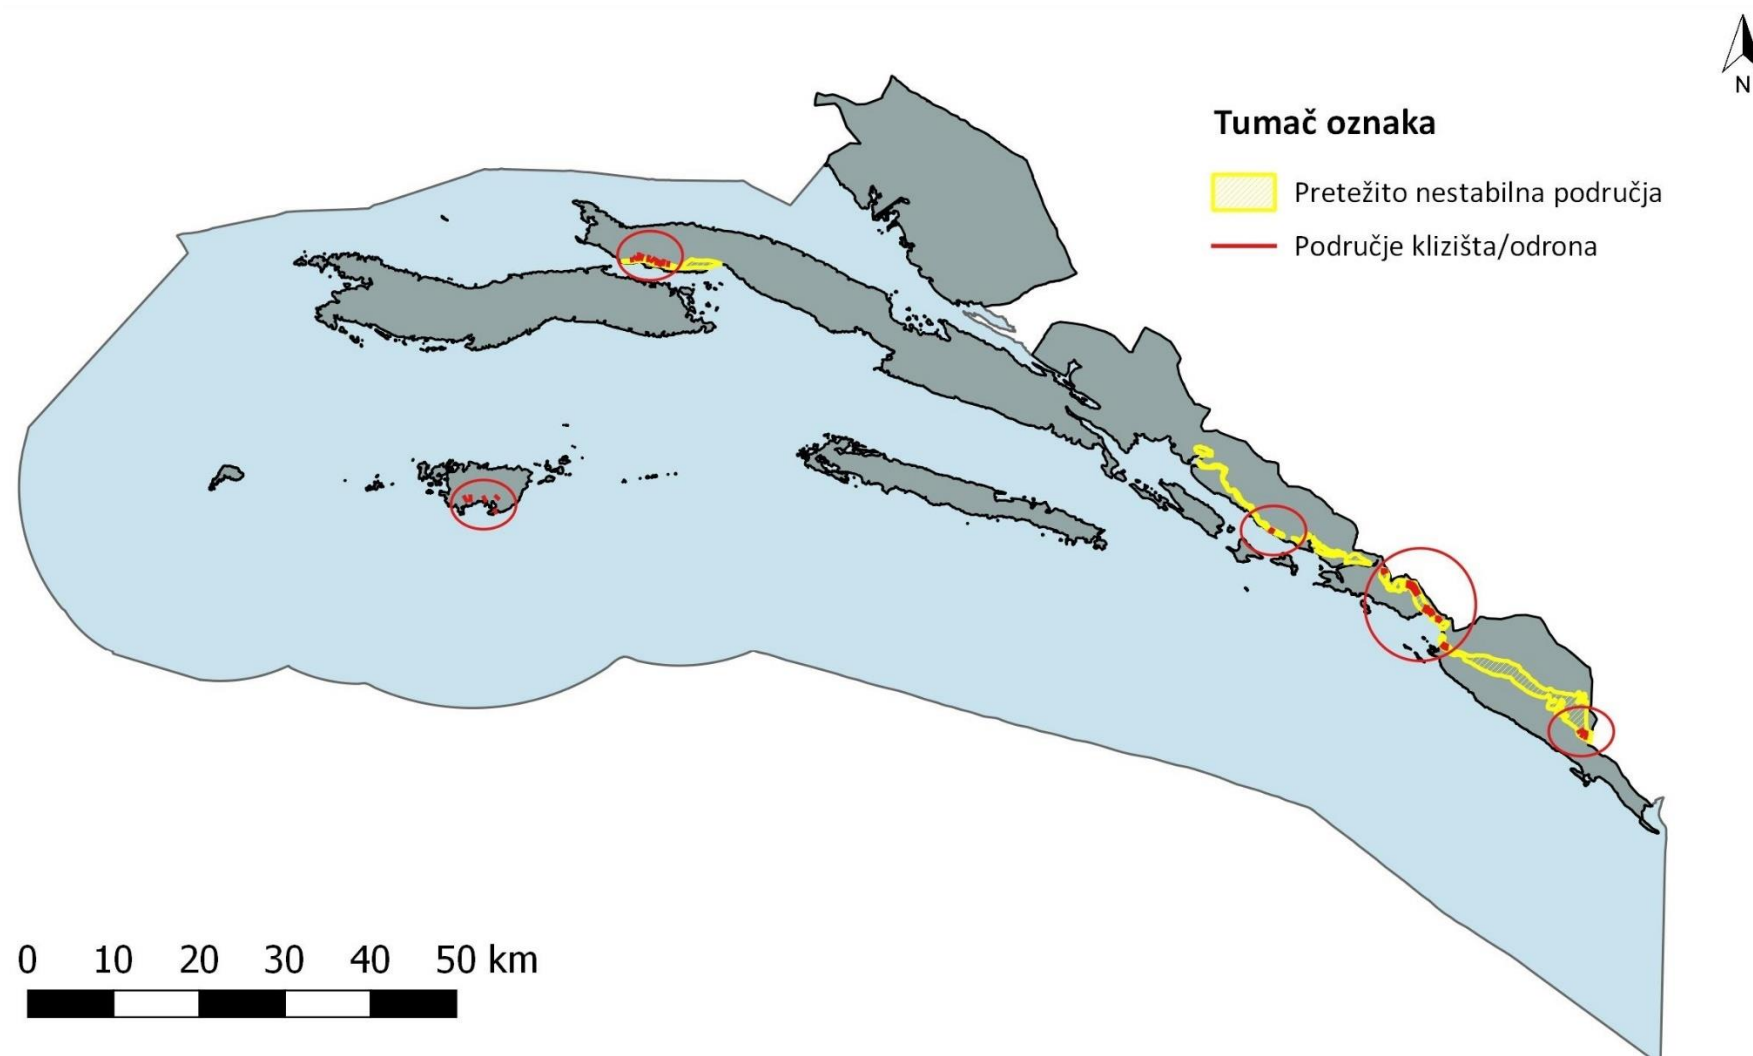 N
Tumač oznaka
Pretežito nestabilna područja
Područje klizišta/odrona
0 10 20 30 40 50 km